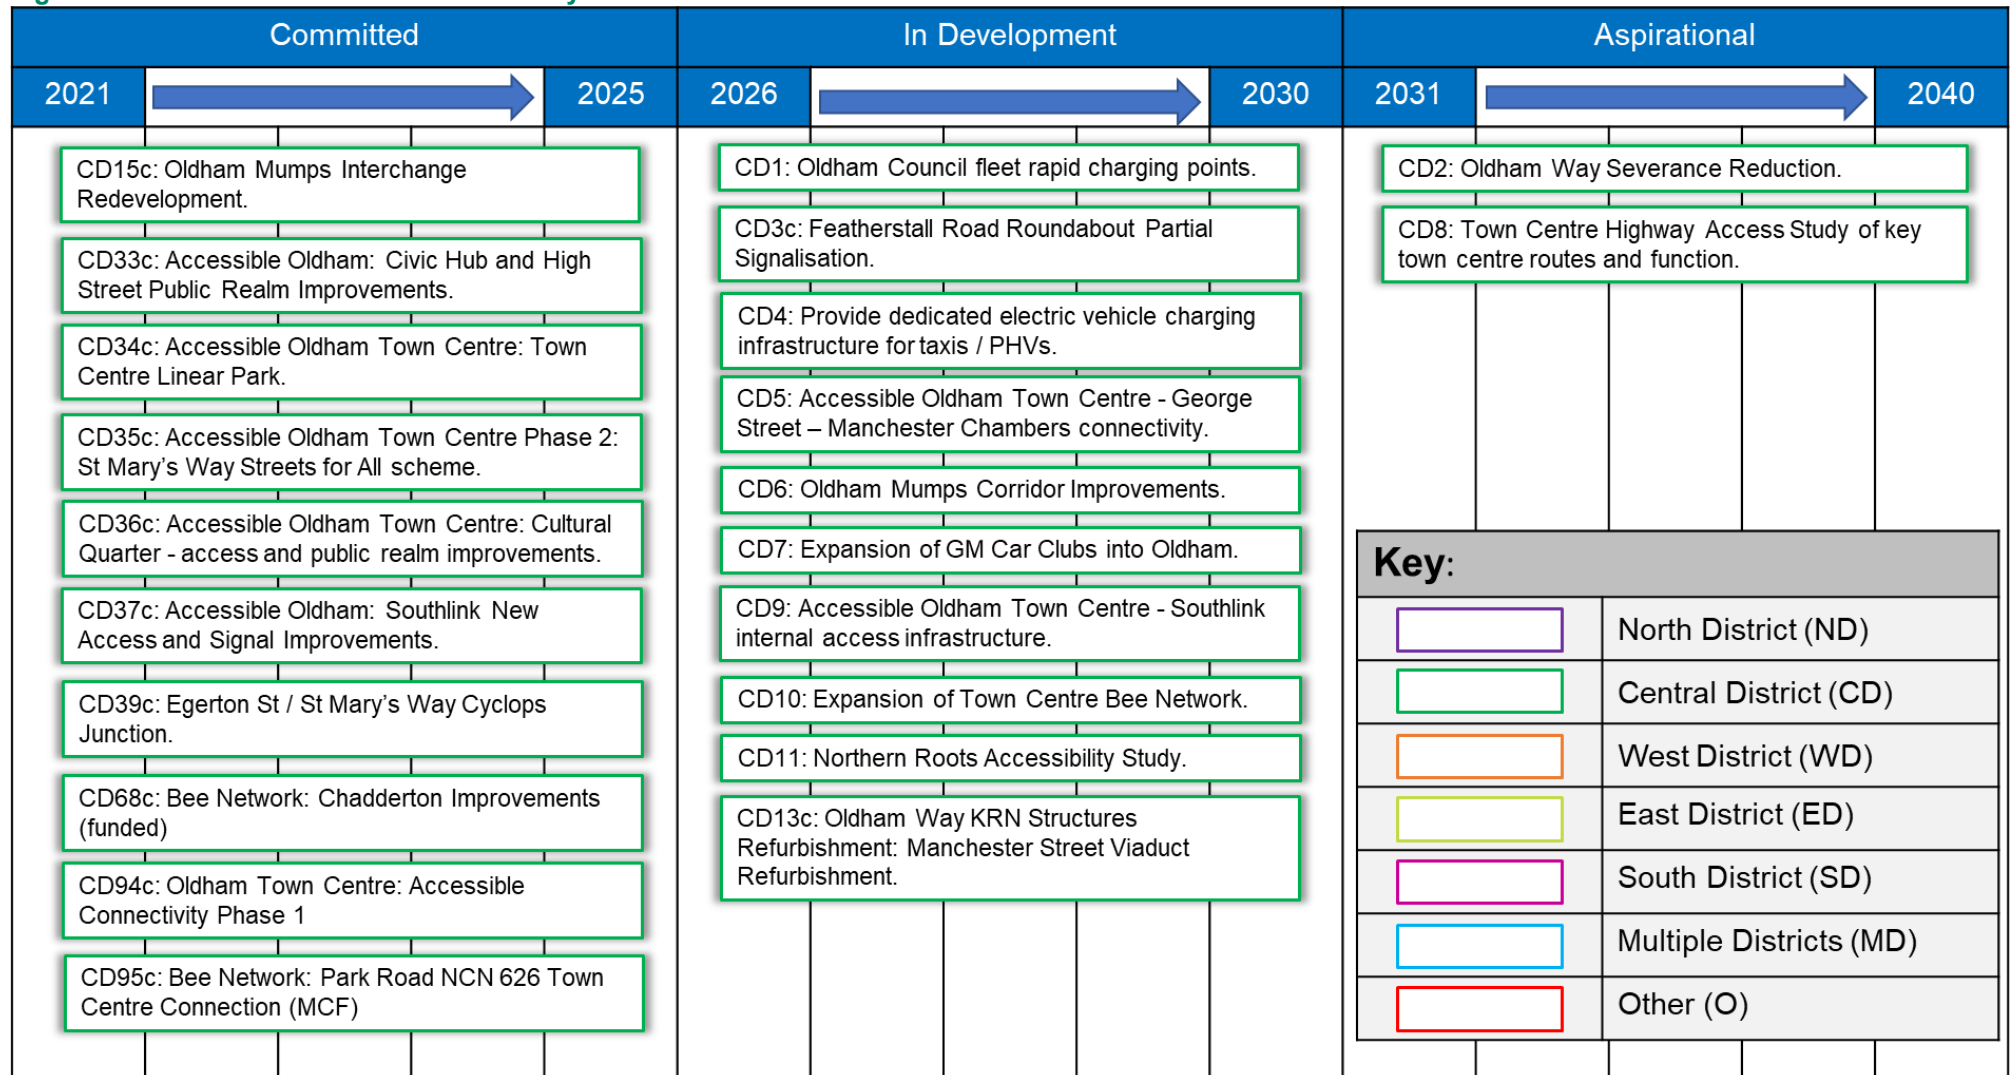 Committed
In Development
Aspirational
2021
2025
2026
2030
2031
2040
CD15c: Oldham Mumps Interchange
Redevelopment.
CD33c: Accessible Oldham: Civic Hub and High
Street Public Realm Improvements.
CD34c: Accessible Oldham Town Centre: Town
Centre Linear Park.
CD35c: Accessible Oldham Town Centre Phase 2:
St Mary’s Way Streets for All scheme.
CD36c: Accessible Oldham Town Centre: Cultural
Quarter - access and public realm improvements.
CD37c: Accessible Oldham: Southlink New
Access and Signal Improvements.
CD39c: Egerton St / St Mary’s Way Cyclops
Junction.
CD68c: Bee Network: Chadderton Improvements
(funded)
CD94c: Oldham Town Centre: Accessible
Connectivity Phase 1
CD95c: Bee Network: Park Road NCN 626 Town
Centre Connection (MCF)
CD1: Oldham Council fleet rapid charging points.
CD3c: Featherstall Road Roundabout Partial
Signalisation.
CD4: Provide dedicated electric vehicle charging
infrastructure for taxis / PHVs.
CD5: Accessible Oldham Town Centre - George
Street – Manchester Chambers connectivity.
CD6: Oldham Mumps Corridor Improvements.
CD7: Expansion of GM Car Clubs into Oldham.
CD9: Accessible Oldham Town Centre - Southlink
internal access infrastructure.
CD10: Expansion of Town Centre Bee Network.
CD11: Northern Roots Accessibility Study.
CD13c: Oldham Way KRN Structures
Refurbishment: Manchester Street Viaduct
Refurbishment.
CD2: Oldham Way Severance Reduction.
CD8: Town Centre Highway Access Study of key
town centre routes and function.
Key:
North District (ND)
Central District (CD)
West District (WD)
East District (ED)
South District (SD)
Multiple Districts (MD)
Other (O)